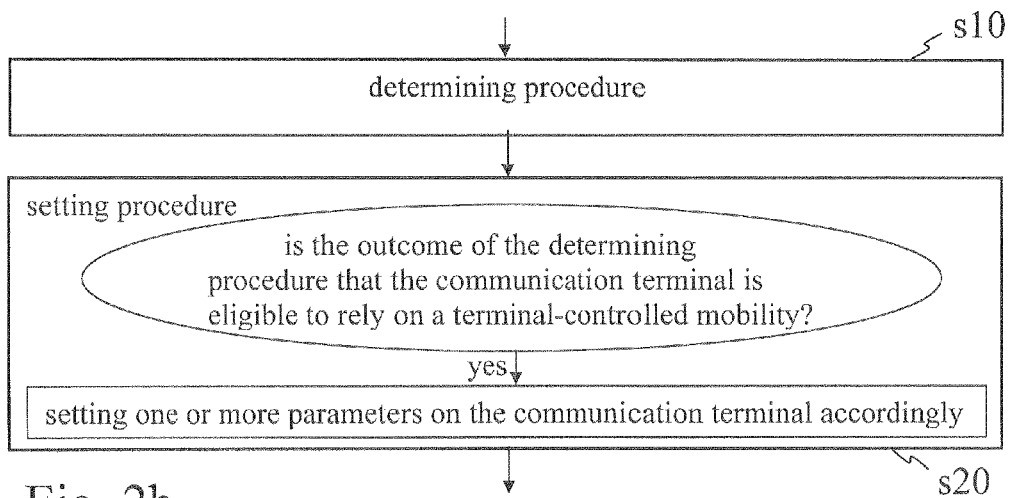 s10
determining procedure
setting procedure
is the outcome of the determining
procedure that the communication terminal is
eligible to rely on a terminal-controlled mobility?
yes
setting one or more parameters on the communication terminal accordingly
s20
Fig. 2b